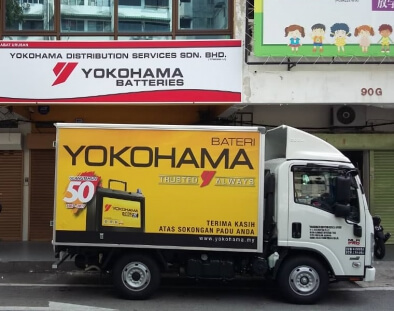 YOKOHAMA DISTRIBUTION SERVICES SDN. BHD.
YOKOHAMA
BATTERIES
90G
BATERI
YOKOHAMA
TRUSTED ALWAYS
50
YOKOHAMA
TERIMA KASIH
ATAS SOKONGAN PADU ANDA
www.yokohama.my